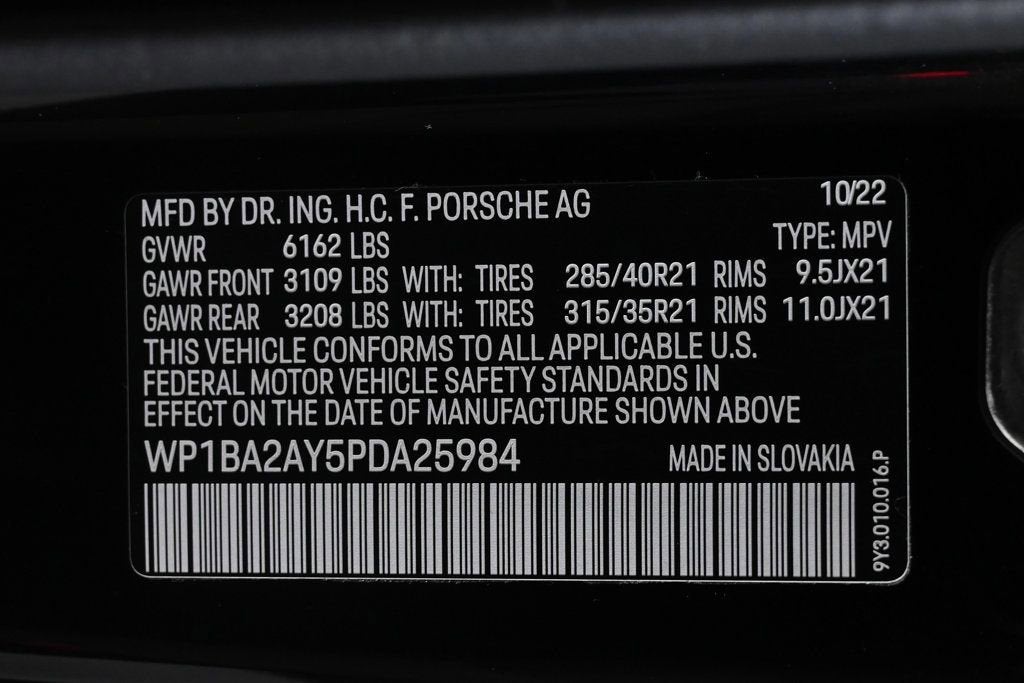 MFD BY DR. ING. H.C. F. PORSCHE AG 10/22
GVWR 6162 LBS TYPE: MPV
GAWR FRONT 3109 LBS WITH: TIRES 285/40R21 RIMS 9.5JX21
GAWR REAR 3208 LBS WITH: TIRES 315/35R21 RIMS 11.0JX21
THIS VEHICLE CONFORMS TO ALL APPLICABLE U.S.
FEDERAL MOTOR VEHICLE SAFETY STANDARDS IN
EFFECT ON THE DATE OF MANUFACTURE SHOWN ABOVE
WP1BA2AY5PDA25984 MADE IN SLOVAKIA
9Y3.010.016.P